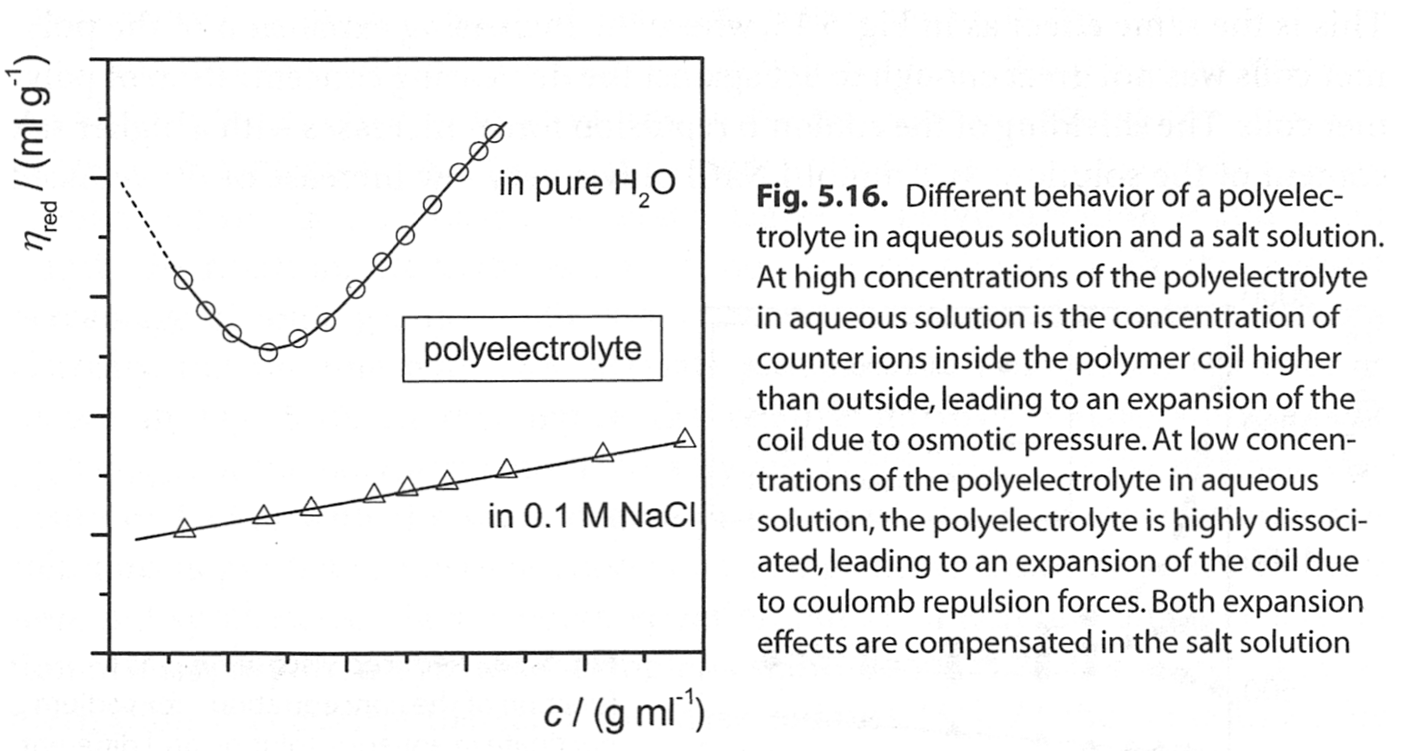 η_red / (ml g⁻¹)
in pure H₂O
polyelectrolyte
in 0.1 M NaCl
c / (g ml⁻¹)
Fig. 5.16. Different behavior of a polyelec-
trolyte in aqueous solution and a salt solution.
At high concentrations of the polyelectrolyte
in aqueous solution is the concentration of
counter ions inside the polymer coil higher
than outside, leading to an expansion of the
coil due to osmotic pressure. At low concen-
trations of the polyelectrolyte in aqueous
solution, the polyelectrolyte is highly dissoci-
ated, leading to an expansion of the coil due
to coulomb repulsion forces. Both expansion
effects are compensated in the salt solution